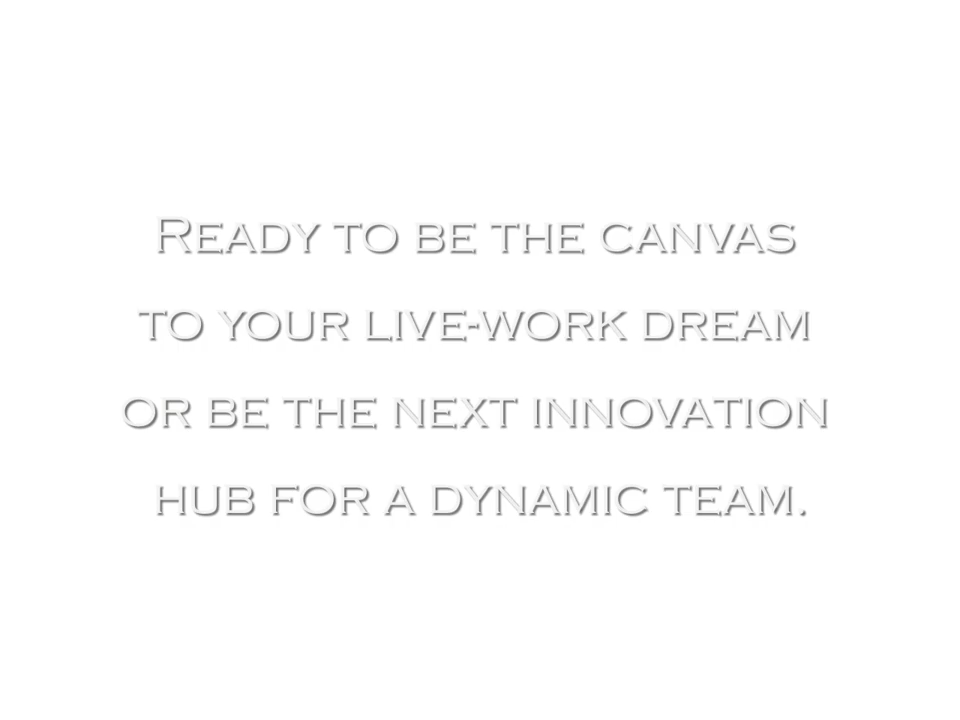 Ready to be the canvas
to your live-work dream
or be the next innovation
hub for a dynamic team.